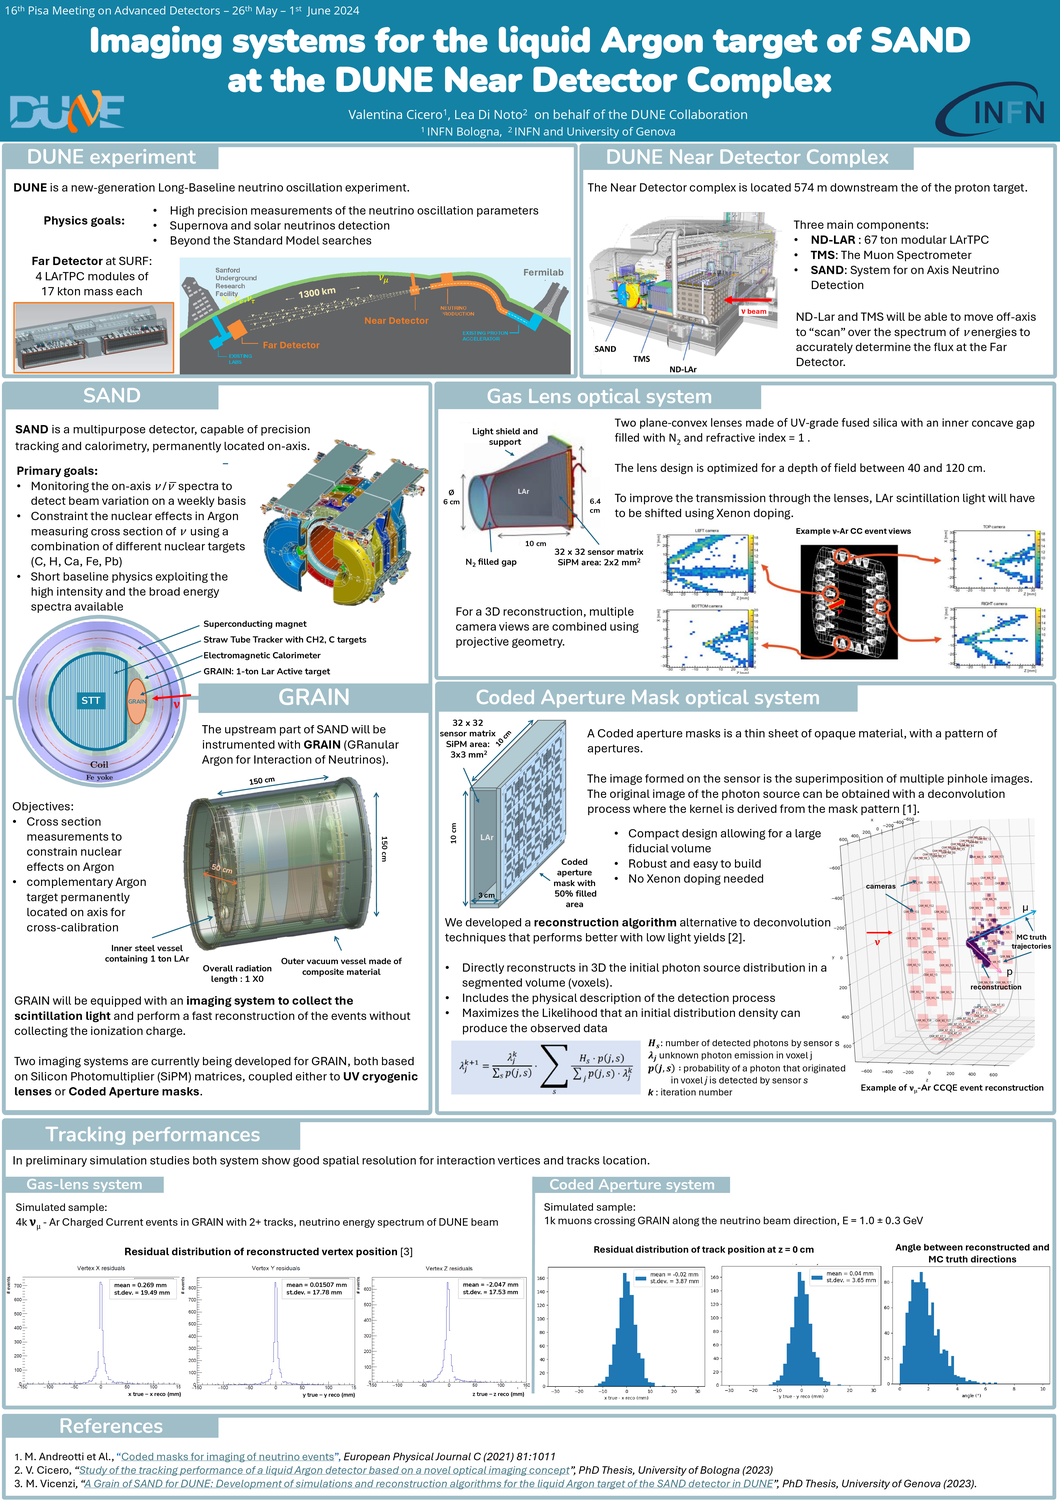 16th Pisa Meeting on Advanced Detectors – 26th May – 1st June 2024
Imaging systems for the liquid Argon target of SAND
at the DUNE Near Detector Complex
DUNE
Valentina Cicero1, Lea Di Noto2 on behalf of the DUNE Collaboration
1 INFN Bologna, 2 INFN and University of Genova
INFN
DUNE experiment
DUNE is a new-generation Long-Baseline neutrino oscillation experiment.
Physics goals:
• High precision measurements of the neutrino oscillation parameters
• Supernova and solar neutrinos detection
• Beyond the Standard Model searches
Far Detector at SURF:
4 LArTPC modules of
17 kton mass each
Sanford
Underground
Research
Facility
1300 km
Fermilab
Near Detector
Far Detector
NEUTRINO
PRODUCTION
EXISTING PROTON
ACCELERATOR
EXISTING
LABS
DUNE Near Detector Complex
The Near Detector complex is located 574 m downstream the of the proton target.
Three main components:
• ND-LAR : 67 ton modular LArTPC
• TMS: The Muon Spectrometer
• SAND: System for on Axis Neutrino
Detection
ND-Lar and TMS will be able to move off-axis
to “scan” over the spectrum of ν energies to
accurately determine the flux at the Far
Detector.
ν beam
SAND
TMS
ND-LAr
SAND
SAND is a multipurpose detector, capable of precision
tracking and calorimetry, permanently located on-axis.
Primary goals:
• Monitoring the on-axis ν/ν̅ spectra to
detect beam variation on a weekly basis
• Constraint the nuclear effects in Argon
measuring cross section of ν using a
combination of different nuclear targets
(C, H, Ca, Fe, Pb)
• Short baseline physics exploiting the
high intensity and the broad energy
spectra available
Superconducting magnet
Straw Tube Tracker with CH2, C targets
Electromagnetic Calorimeter
GRAIN: 1-ton Lar Active target
STT
GRAIN
ν
Coil
Fe yoke
GRAIN
The upstream part of SAND will be
instrumented with GRAIN (GRanular
Argon for Interaction of Neutrinos).
Objectives:
• Cross section
measurements to
constrain nuclear
effects on Argon
• complementary Argon
target permanently
located on axis for
cross-calibration
150 cm
150 cm
50 cm
Inner steel vessel
containing 1 ton LAr
Overall radiation
length : 1 X0
Outer vacuum vessel made of
composite material
GRAIN will be equipped with an imaging system to collect the
scintillation light and perform a fast reconstruction of the events without
collecting the ionization charge.
Two imaging systems are currently being developed for GRAIN, both based
on Silicon Photomultiplier (SiPM) matrices, coupled either to UV cryogenic
lenses or Coded Aperture masks.
Gas Lens optical system
Light shield and
support
LAr
Ø
6 cm
6.4
cm
10 cm
N2 filled gap
32 x 32 sensor matrix
SiPM area: 2x2 mm2
Two plane-convex lenses made of UV-grade fused silica with an inner concave gap
filled with N2 and refractive index = 1 .
The lens design is optimized for a depth of field between 40 and 120 cm.
To improve the transmission through the lenses, LAr scintillation light will have
to be shifted using Xenon doping.
For a 3D reconstruction, multiple
camera views are combined using
projective geometry.
Example ν-Ar CC event views
LEFT camera
TOP camera
BOTTOM camera
RIGHT camera
Coded Aperture Mask optical system
32 x 32
sensor matrix
SiPM area:
3x3 mm2
10 cm
10 cm
LAr
3 cm
Coded
aperture
mask with
50% filled
area
A Coded aperture masks is a thin sheet of opaque material, with a pattern of
apertures.
The image formed on the sensor is the superimposition of multiple pinhole images.
The original image of the photon source can be obtained with a deconvolution
process where the kernel is derived from the mask pattern [1].
• Compact design allowing for a large
fiducial volume
• Robust and easy to build
• No Xenon doping needed
We developed a reconstruction algorithm alternative to deconvolution
techniques that performs better with low light yields [2].
• Directly reconstructs in 3D the initial photon source distribution in a
segmented volume (voxels).
• Includes the physical description of the detection process
• Maximizes the Likelihood that an initial distribution density can
produce the observed data
λj^k+1 = λj^k / Σs p(j,s) · Σs Hs · p(j,s) / Σj p(j,s) · λj^k
Hs: number of detected photons by sensor s
λj unknown photon emission in voxel j
p(j,s) : probability of a photon that originated
in voxel j is detected by sensor s
k : iteration number
cameras
ν
μ
MC truth
trajectories
p
reconstruction
Example of νμ-Ar CCQE event reconstruction
Tracking performances
In preliminary simulation studies both system show good spatial resolution for interaction vertices and tracks location.
Gas-lens system
Simulated sample:
4k νμ - Ar Charged Current events in GRAIN with 2+ tracks, neutrino energy spectrum of DUNE beam
Residual distribution of reconstructed vertex position [3]
Vertex X residuals
mean = 0.269 mm
st.dev. = 19.49 mm
x true – x reco (mm)
Vertex Y residuals
mean = 0.01507 mm
st.dev. = 17.78 mm
y true – y reco (mm)
Vertex Z residuals
mean = -2.047 mm
st.dev. = 17.53 mm
z true – z reco (mm)
Coded Aperture system
Simulated sample:
1k muons crossing GRAIN along the neutrino beam direction, E = 1.0 ± 0.3 GeV
Residual distribution of track position at z = 0 cm
mean = -0.02 mm
st.dev = 3.87 mm
x true - x reco (mm)
mean = 0.04 mm
st.dev = 3.65 mm
y true - y reco (mm)
Angle between reconstructed and
MC truth directions
angle (°)
References
1. M. Andreotti et Al., “Coded masks for imaging of neutrino events”, European Physical Journal C (2021) 81:1011
2. V. Cicero, “Study of the tracking performance of a liquid Argon detector based on a novel optical imaging concept”, PhD Thesis, University of Bologna (2023)
3. M. Vicenzi, “A Grain of SAND for DUNE: Development of simulations and reconstruction algorithms for the liquid Argon target of the SAND detector in DUNE”, PhD Thesis, University of Genova (2023).